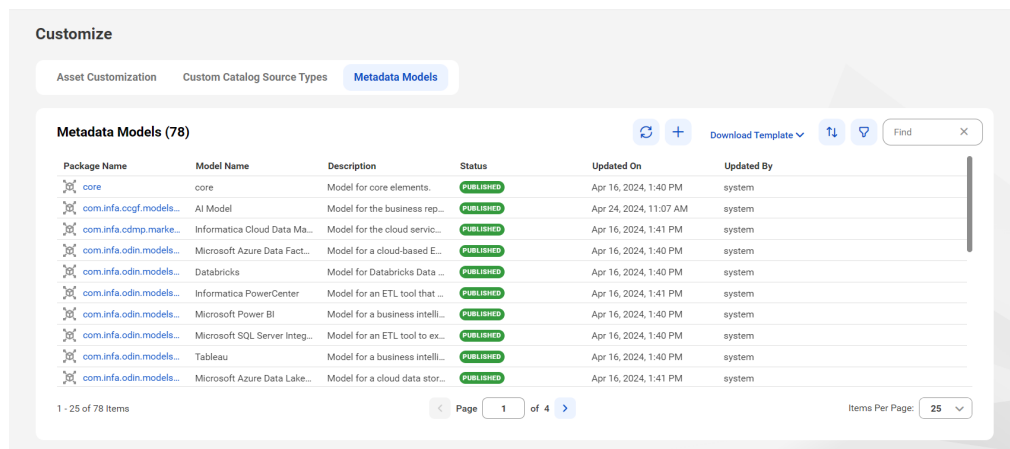 Customize
Asset Customization Custom Catalog Source Types Metadata Models
Metadata Models (78) Download Template Find
Package Name Model Name Description Status Updated On Updated By
core core Model for core elements. PUBLISHED Apr 16, 2024, 1:40 PM system
com.infa.ccgf.models... AI Model Model for the business rep... PUBLISHED Apr 24, 2024, 11:07 AM system
com.infa.cdmp.marke... Informatica Cloud Data Ma... Model for the cloud servic... PUBLISHED Apr 16, 2024, 1:41 PM system
com.infa.odin.models... Microsoft Azure Data Fact... Model for a cloud-based E... PUBLISHED Apr 16, 2024, 1:40 PM system
com.infa.odin.models... Databricks Model for Databricks Data ... PUBLISHED Apr 16, 2024, 1:40 PM system
com.infa.odin.models... Informatica PowerCenter Model for an ETL tool that ... PUBLISHED Apr 16, 2024, 1:41 PM system
com.infa.odin.models... Microsoft Power BI Model for a business intelli... PUBLISHED Apr 16, 2024, 1:40 PM system
com.infa.odin.models... Microsoft SQL Server Integ... Model for an ETL tool to ex... PUBLISHED Apr 16, 2024, 1:40 PM system
com.infa.odin.models... Tableau Model for a business intelli... PUBLISHED Apr 16, 2024, 1:40 PM system
com.infa.odin.models... Microsoft Azure Data Lake... Model for a cloud data stor... PUBLISHED Apr 16, 2024, 1:41 PM system
1 - 25 of 78 Items Page 1 of 4 Items Per Page: 25